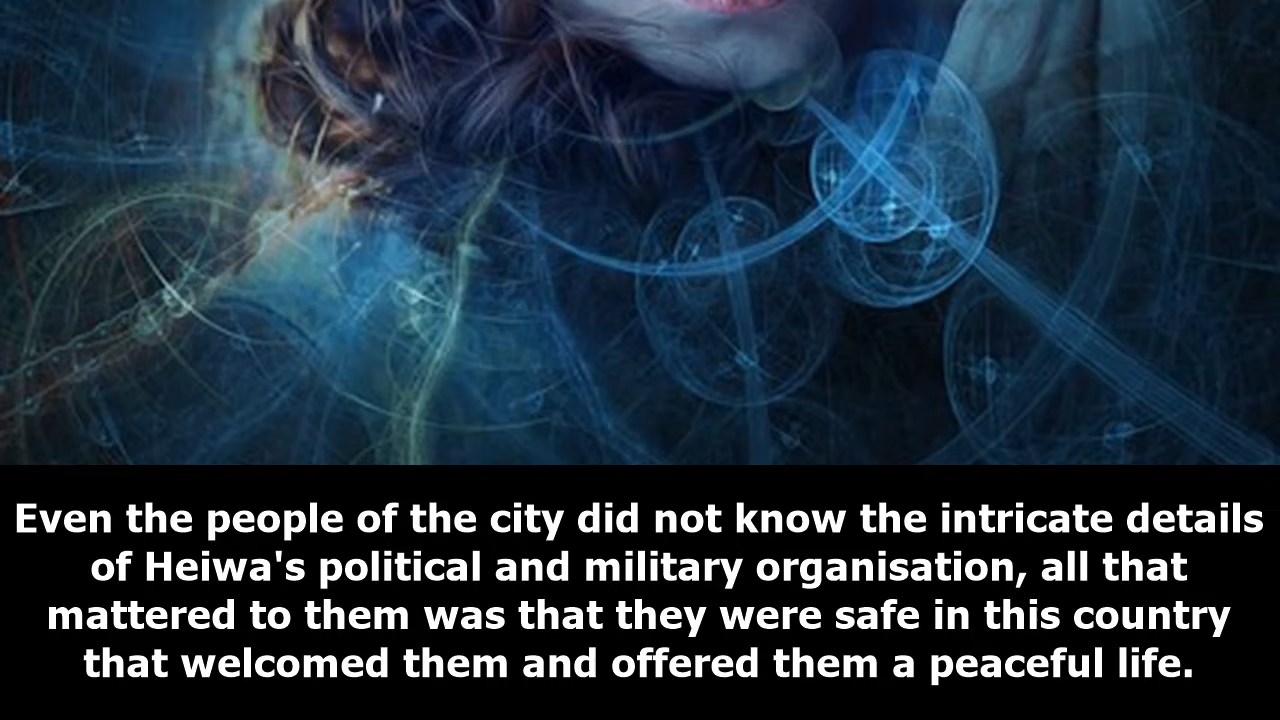 Even the people of the city did not know the intricate details
of Heiwa's political and military organisation, all that
mattered to them was that they were safe in this country
that welcomed them and offered them a peaceful life.